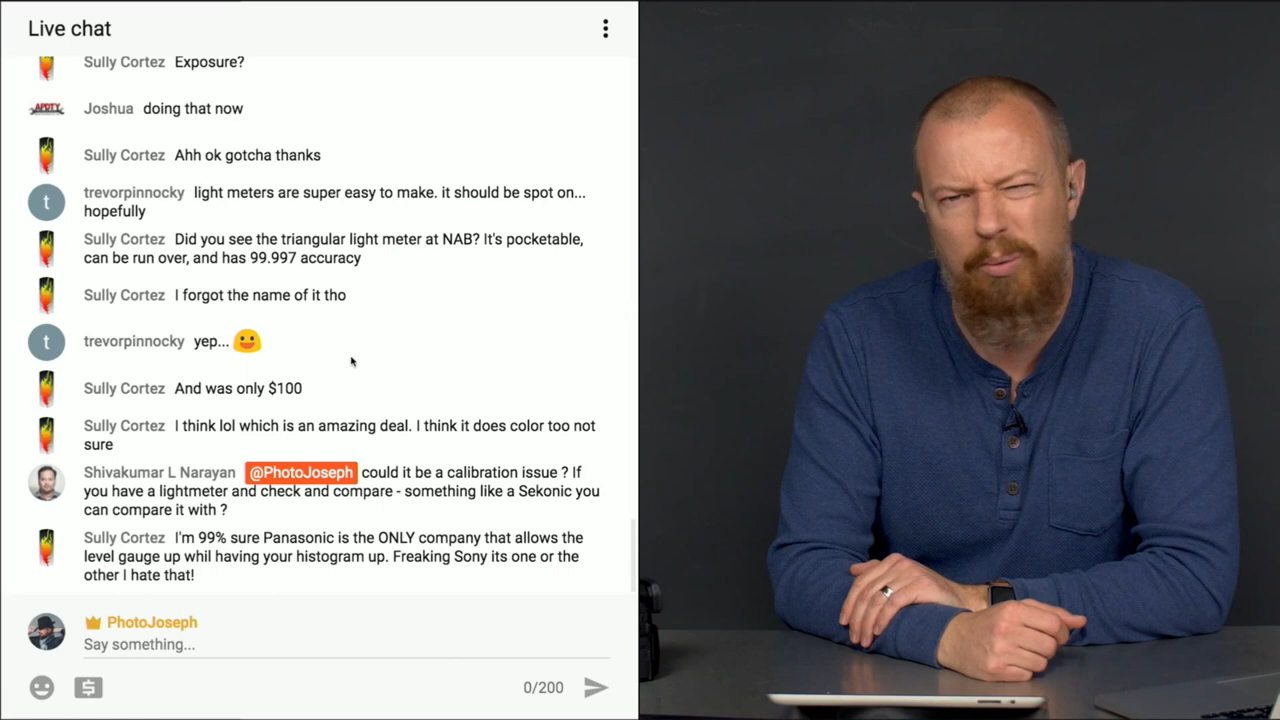 Live chat
Sully Cortez Exposure?
APDTY
Joshua doing that now
Sully Cortez Ahh ok gotcha thanks
t
trevorpinnocky light meters are super easy to make. it should be spot on...
hopefully
Sully Cortez Did you see the triangular light meter at NAB? It's pocketable,
can be run over, and has 99.997 accuracy
Sully Cortez I forgot the name of it tho
t
trevorpinnocky yep...
Sully Cortez And was only $100
Sully Cortez I think lol which is an amazing deal. I think it does color too not
sure
Shivakumar L Narayan @PhotoJoseph could it be a calibration issue ? If
you have a lightmeter and check and compare - something like a Sekonic you
can compare it with ?
Sully Cortez I'm 99% sure Panasonic is the ONLY company that allows the
level gauge up whil having your histogram up. Freaking Sony its one or the
other I hate that!
PhotoJoseph
Say something...
$
0/200